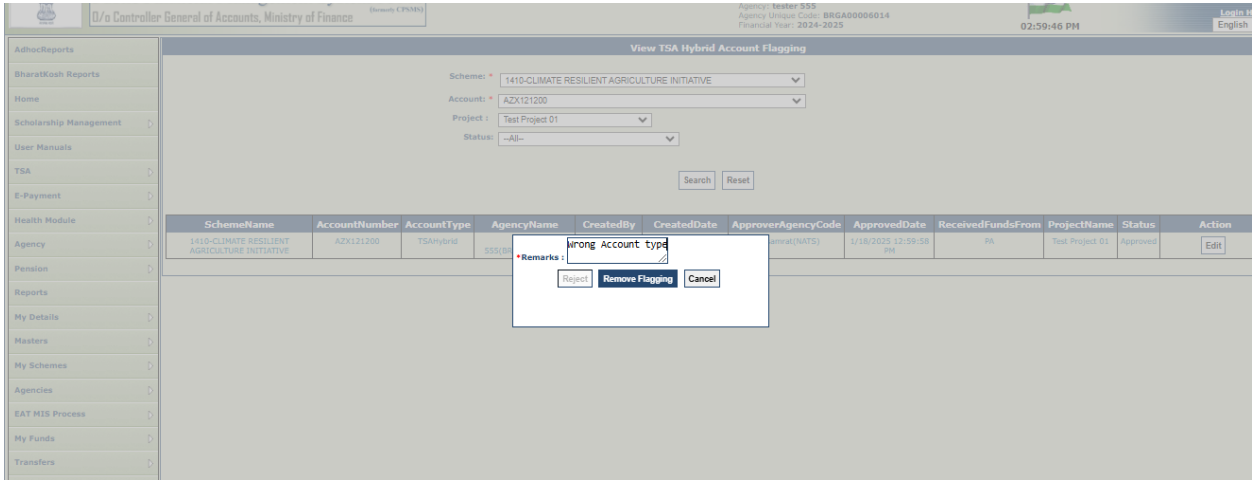 (formerly CPSMS)
O/o Controller General of Accounts, Ministry of Finance
Agency: tester 555
Agency Unique Code: BRGA00006014
Financial Year: 2024-2025
02:59:46 PM
Login H
English
AdhocReports
BharatKosh Reports
Home
Scholarship Management
User Manuals
TSA
E-Payment
Health Module
Agency
Pension
Reports
My Details
Masters
My Schemes
Agencies
EAT MIS Process
My Funds
Transfers
View TSA Hybrid Account Flagging
Scheme: * 1410-CLIMATE RESILIENT AGRICULTURE INITIATIVE
Account: * AZX121200
Project : Test Project 01
Status: --All--
Search Reset
SchemeName AccountNumber AccountType AgencyName CreatedBy CreatedDate ApproverAgencyCode ApprovedDate ReceivedFundsFrom ProjectName Status Action
1410-CLIMATE RESILIENT AZX121200 TSAHybrid (NATS) 1/18/2025 12:59:58 PA Test Project 01 Approved Edit
AGRICULTURE INITIATIVE PM
Wrong Account type
*Remarks :
Reject Remove Flagging Cancel